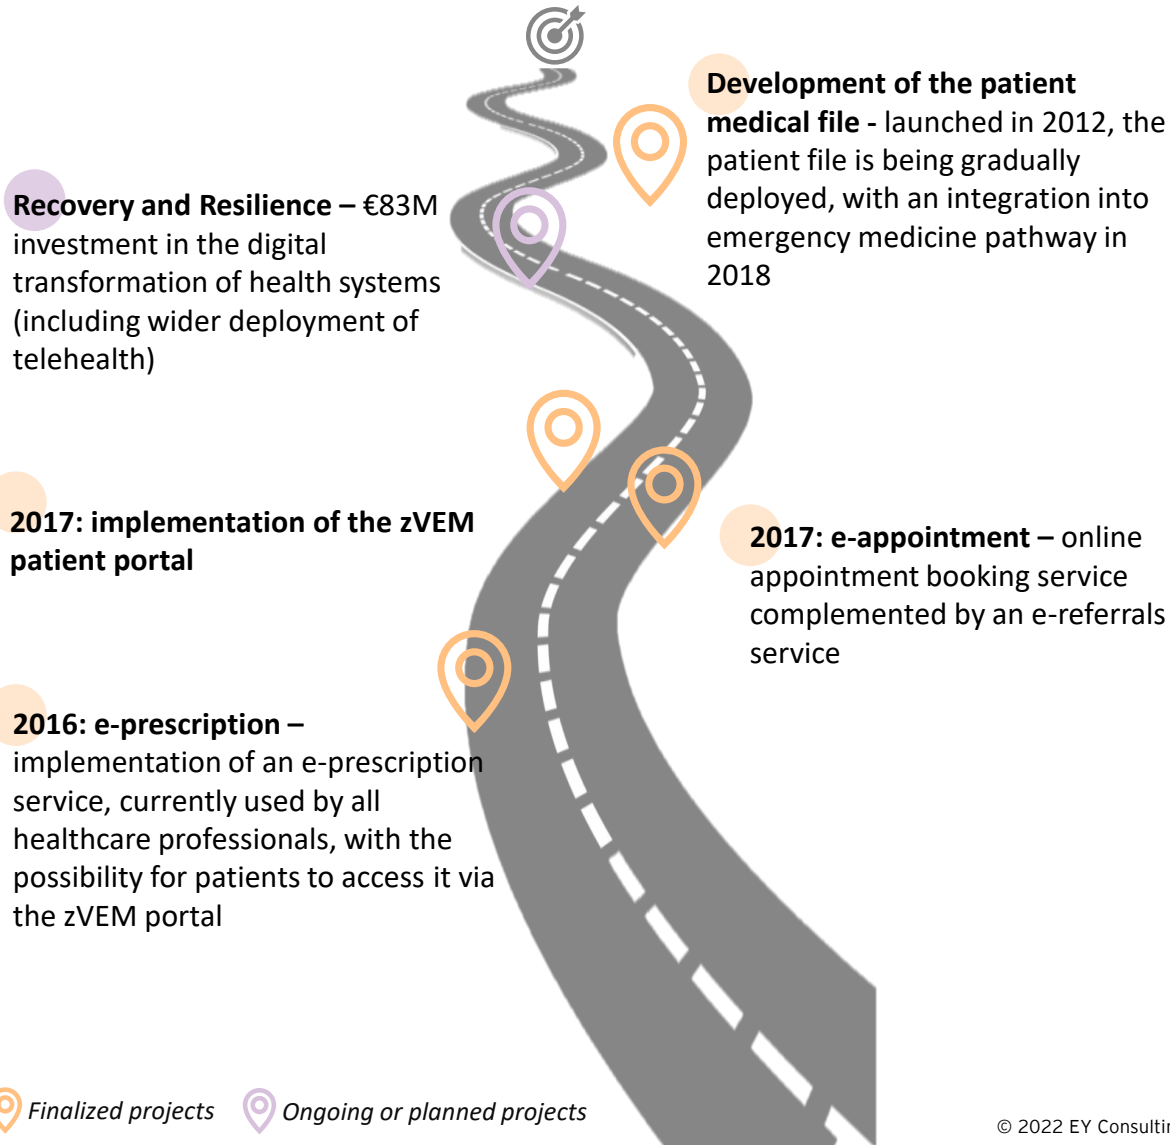 Development of the patient
medical file - launched in 2012, the
patient file is being gradually
deployed, with an integration into
emergency medicine pathway in
2018
Recovery and Resilience – €83M
investment in the digital
transformation of health systems
(including wider deployment of
telehealth)
2017: implementation of the zVEM
patient portal
2017: e-appointment – online
appointment booking service
complemented by an e-referrals
service
2016: e-prescription –
implementation of an e-prescription
service, currently used by all
healthcare professionals, with the
possibility for patients to access it via
the zVEM portal
Finalized projects
Ongoing or planned projects
© 2022 EY